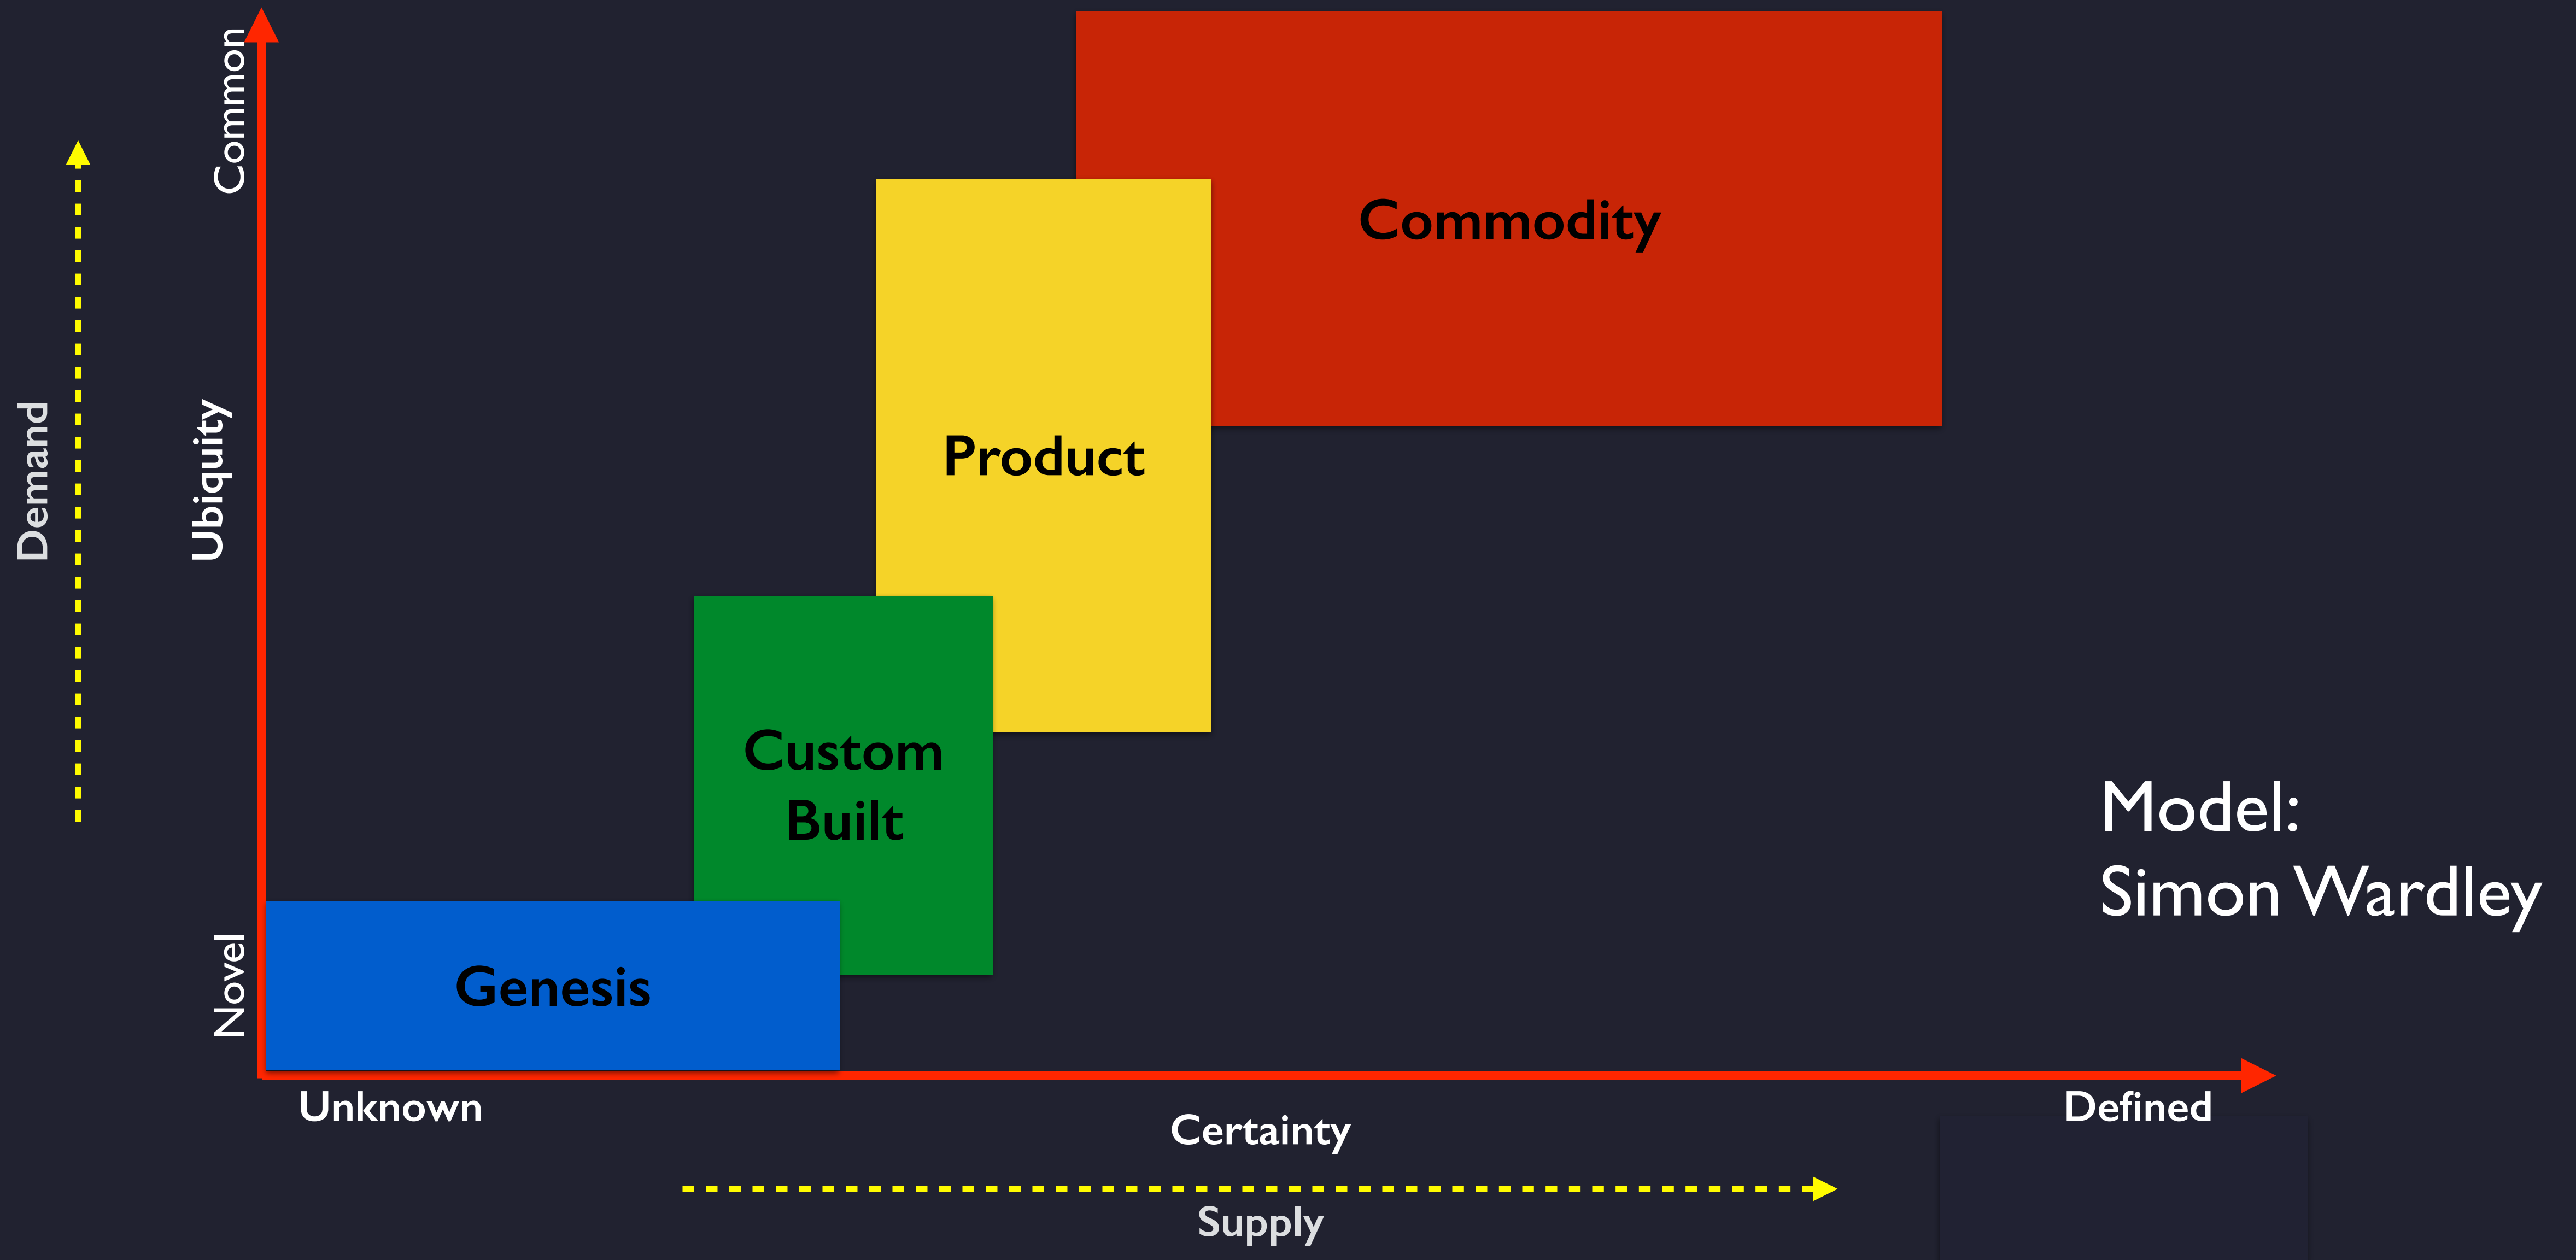 Common
Commodity
Demand
Ubiquity
Product
Custom
Built
Model:
Simon Wardley
Novel
Genesis
Unknown
Defined
Certainty
Supply